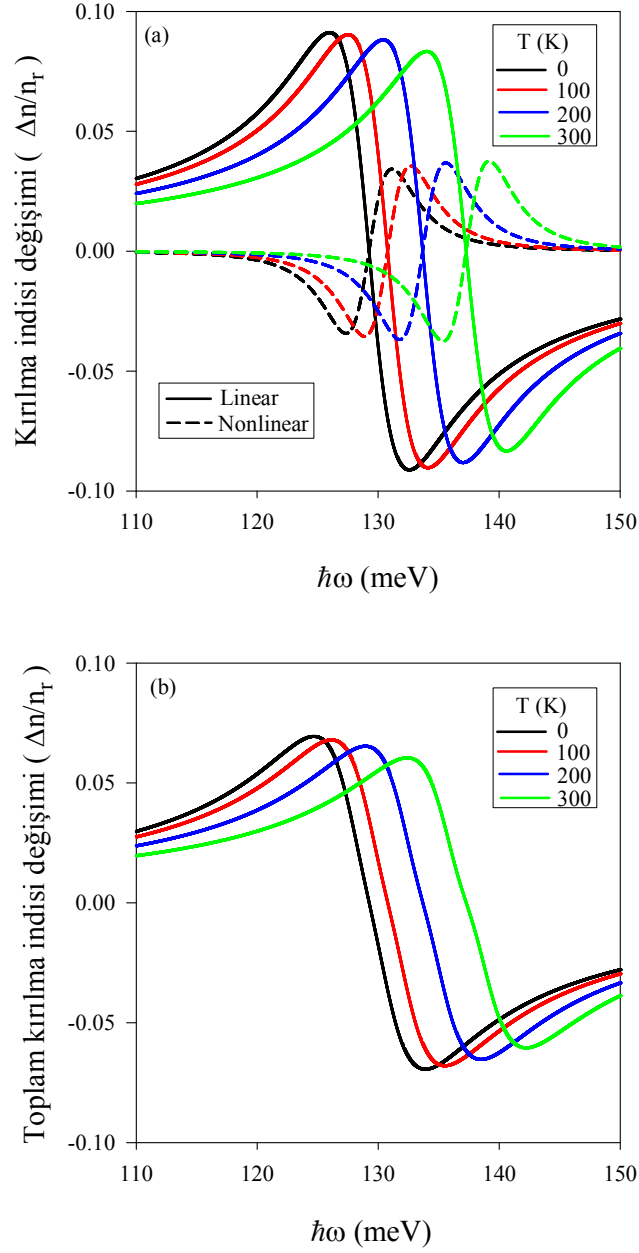 (a)
T (K)
0
100
200
300
Linear
Nonlinear
Kırılma indisi değişimi ( Δn/nr )
0.10
0.05
0.00
-0.05
-0.10
110
120
130
140
150
ħω (meV)
(b)
T (K)
0
100
200
300
Toplam kırılma indisi değişimi ( Δn/nr )
0.10
0.05
0.00
-0.05
-0.10
110
120
130
140
150
ħω (meV)